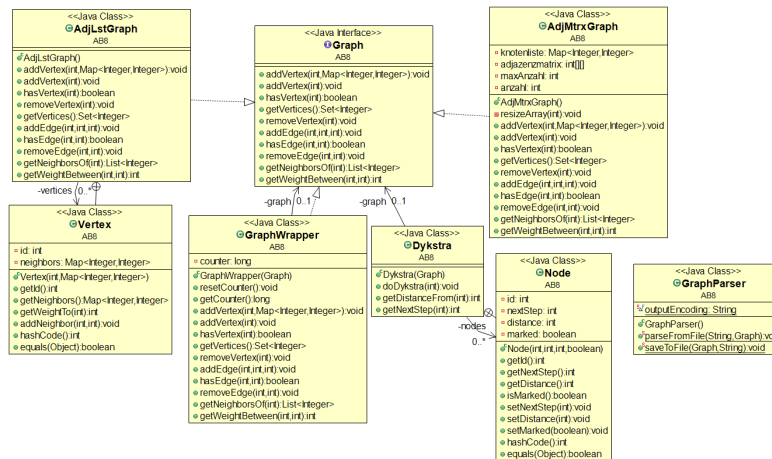 <<Java Class>>
AdjLstGraph
AB8
AdjLstGraph()
addVertex(int,Map<Integer,Integer>):void
addVertex(int):void
hasVertex(int):boolean
removeVertex(int):void
getVertices():Set<Integer>
addEdge(int,int,int):void
hasEdge(int,int):boolean
removeEdge(int,int):void
getNeighborsOf(int):List<Integer>
getWeightBetween(int,int):int
<<Java Interface>>
Graph
AB8
addVertex(int,Map<Integer,Integer>):void
addVertex(int):void
hasVertex(int):boolean
getVertices():Set<Integer>
removeVertex(int):void
addEdge(int,int,int):void
hasEdge(int,int):boolean
removeEdge(int,int):void
getNeighborsOf(int):List<Integer>
getWeightBetween(int,int):int
<<Java Class>>
AdjMtrxGraph
AB8
knotenliste: Map<Integer,Integer>
adjazenzmatrix: int[][]
maxAnzahl: int
anzahl: int
AdjMtrxGraph()
resizeArray(int):void
addVertex(int,Map<Integer,Integer>):void
addVertex(int):void
hasVertex(int):boolean
getVertices():Set<Integer>
removeVertex(int):void
addEdge(int,int,int):void
hasEdge(int,int):boolean
removeEdge(int,int):void
getNeighborsOf(int):List<Integer>
getWeightBetween(int,int):int
-vertices 0..*
-graph 0..1
-graph 0..1
<<Java Class>>
Vertex
AB8
id: int
neighbors: Map<Integer,Integer>
Vertex(int,Map<Integer,Integer>)
getId():int
getNeighbors():Map<Integer,Integer>
getWeightTo(int):int
addNeighbor(int,int):void
hashCode():int
equals(Object):boolean
<<Java Class>>
GraphWrapper
AB8
counter: long
GraphWrapper(Graph)
resetCounter():void
getCounter():long
addVertex(int,Map<Integer,Integer>):void
addVertex(int):void
hasVertex(int):boolean
getVertices():Set<Integer>
removeVertex(int):void
addEdge(int,int,int):void
hasEdge(int,int):boolean
removeEdge(int,int):void
getNeighborsOf(int):List<Integer>
getWeightBetween(int,int):int
<<Java Class>>
Dykstra
AB8
Dykstra(Graph)
doDykstra(int):void
getDistanceFrom(int):int
getNextStep(int):int
-nodes
0..*
<<Java Class>>
Node
AB8
id: int
nextStep: int
distance: int
marked: boolean
Node(int,int,int,boolean)
getId():int
getNextStep():int
getDistance():int
isMarked():boolean
setNextStep(int):void
setDistance(int):void
setMarked(boolean):void
hashCode():int
equals(Object):boolean
<<Java Class>>
GraphParser
AB8
outputEncoding: String
GraphParser()
parseFromFile(String,Graph):vo
saveToFile(Graph,String):void